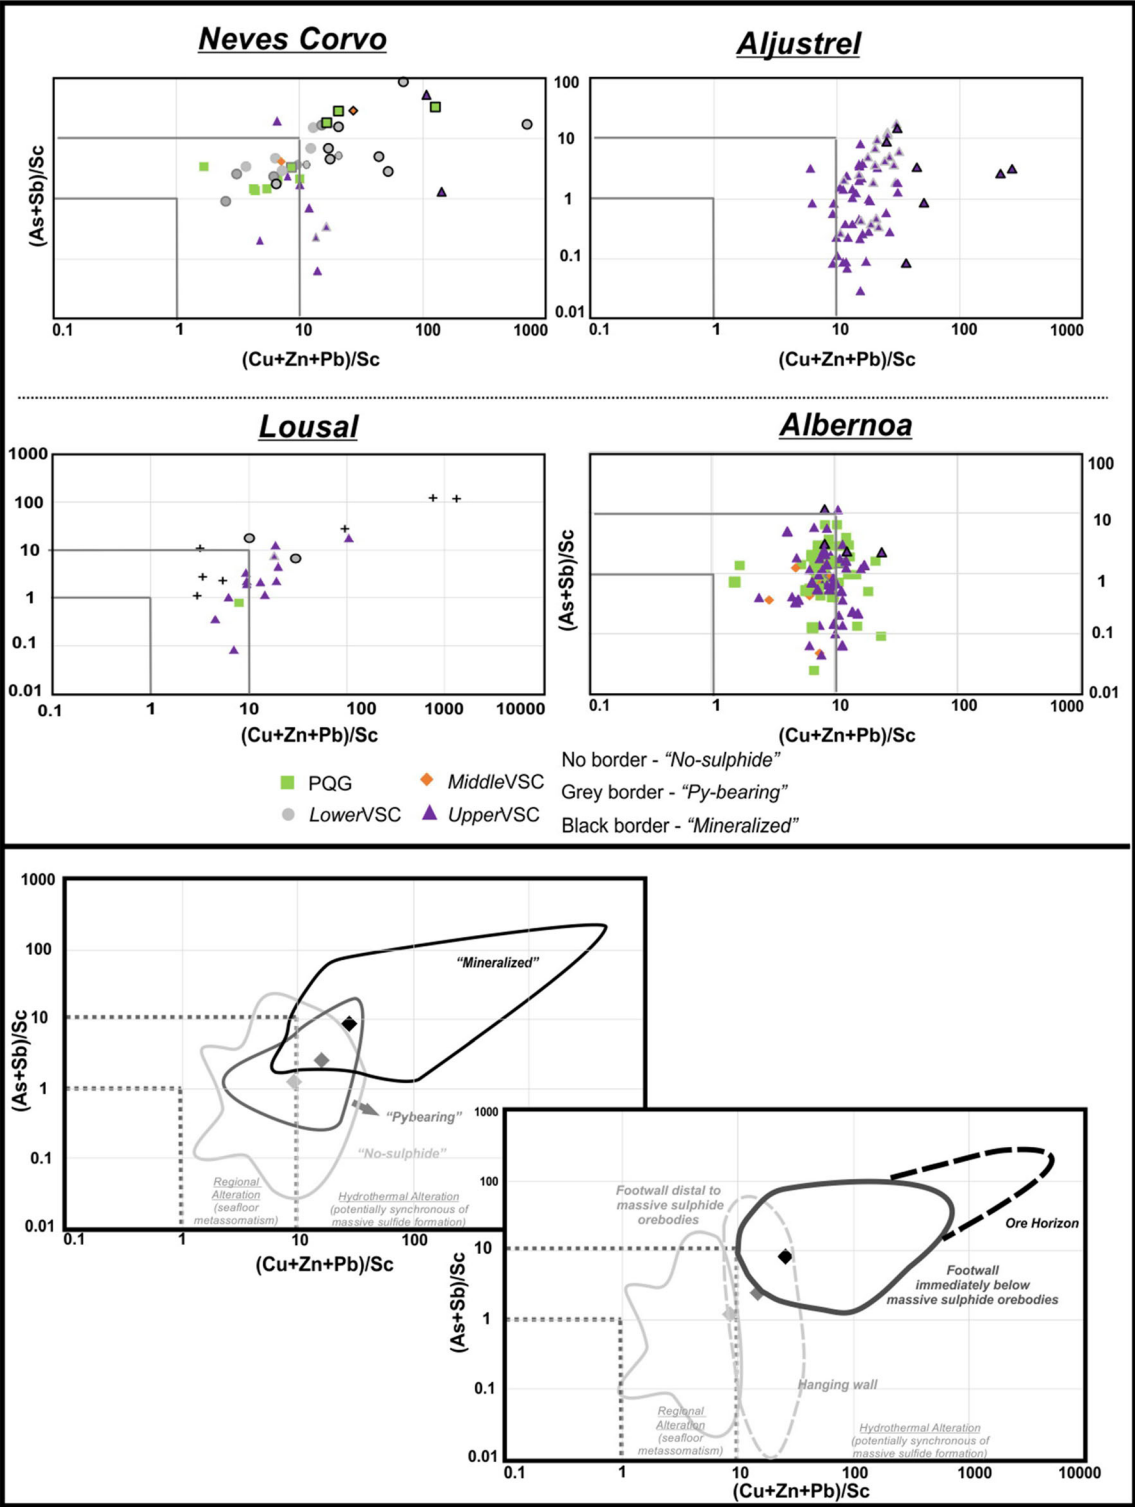 Neves Corvo
Aljustrel
(As+Sb)/Sc
0.1
1
10
100
1000
(Cu+Zn+Pb)/Sc
100
10
1
0.1
0.01
0.1
1
10
100
1000
(Cu+Zn+Pb)/Sc
Lousal
Albernoa
1000
100
10
1
0.1
0.01
0.1
1
10
100
1000
10000
(Cu+Zn+Pb)/Sc
(As+Sb)/Sc
100
10
1
0.1
0.01
0.1
1
10
100
1000
(Cu+Zn+Pb)/Sc
PQG
MiddleVSC
LowerVSC
UpperVSC
No border - “No-sulphide”
Grey border - “Py-bearing”
Black border - “Mineralized”
(As+Sb)/Sc
1000
100
10
1
0.1
0.01
“Mineralized”
“Pybearing”
“No-sulphide”
Regional
Alteration
(seafloor
metassomatism)
Hydrothermal Alteration
(potentially synchronous of
massive sulfide formation)
0.1
1
10
100
(Cu+Zn+Pb)/Sc
(As+Sb)/Sc
1000
100
10
1
0.1
0.01
Footwall distal to
massive sulphide
orebodies
Ore Horizon
Footwall
immediately below
massive sulphide orebodies
Hanging wall
Regional
Alteration
(seafloor
metassomatism)
Hydrothermal Alteration
(potentially synchronous of
massive sulfide formation)
0.1
1
10
100
1000
10000
(Cu+Zn+Pb)/Sc